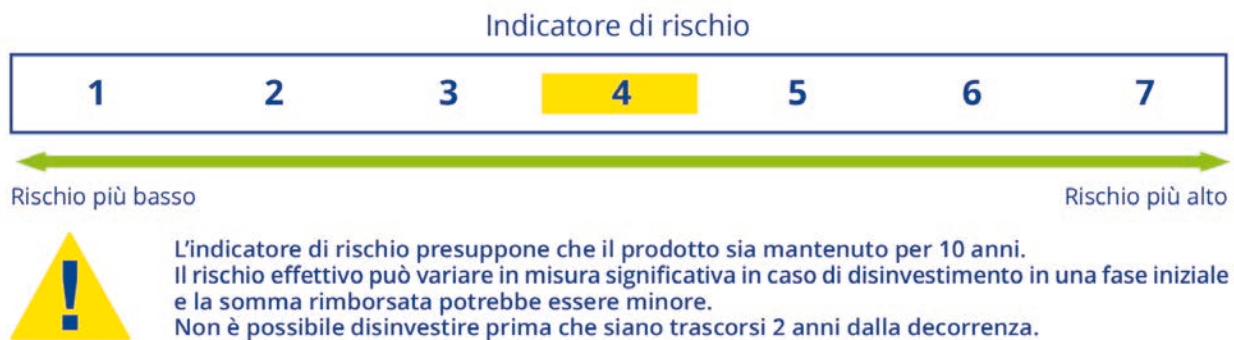 Indicatore di rischio
1 2 3 4 5 6 7
Rischio più basso Rischio più alto
!
L'indicatore di rischio presuppone che il prodotto sia mantenuto per 10 anni.
Il rischio effettivo può variare in misura significativa in caso di disinvestimento in una fase iniziale
e la somma rimborsata potrebbe essere minore.
Non è possibile disinvestire prima che siano trascorsi 2 anni dalla decorrenza.